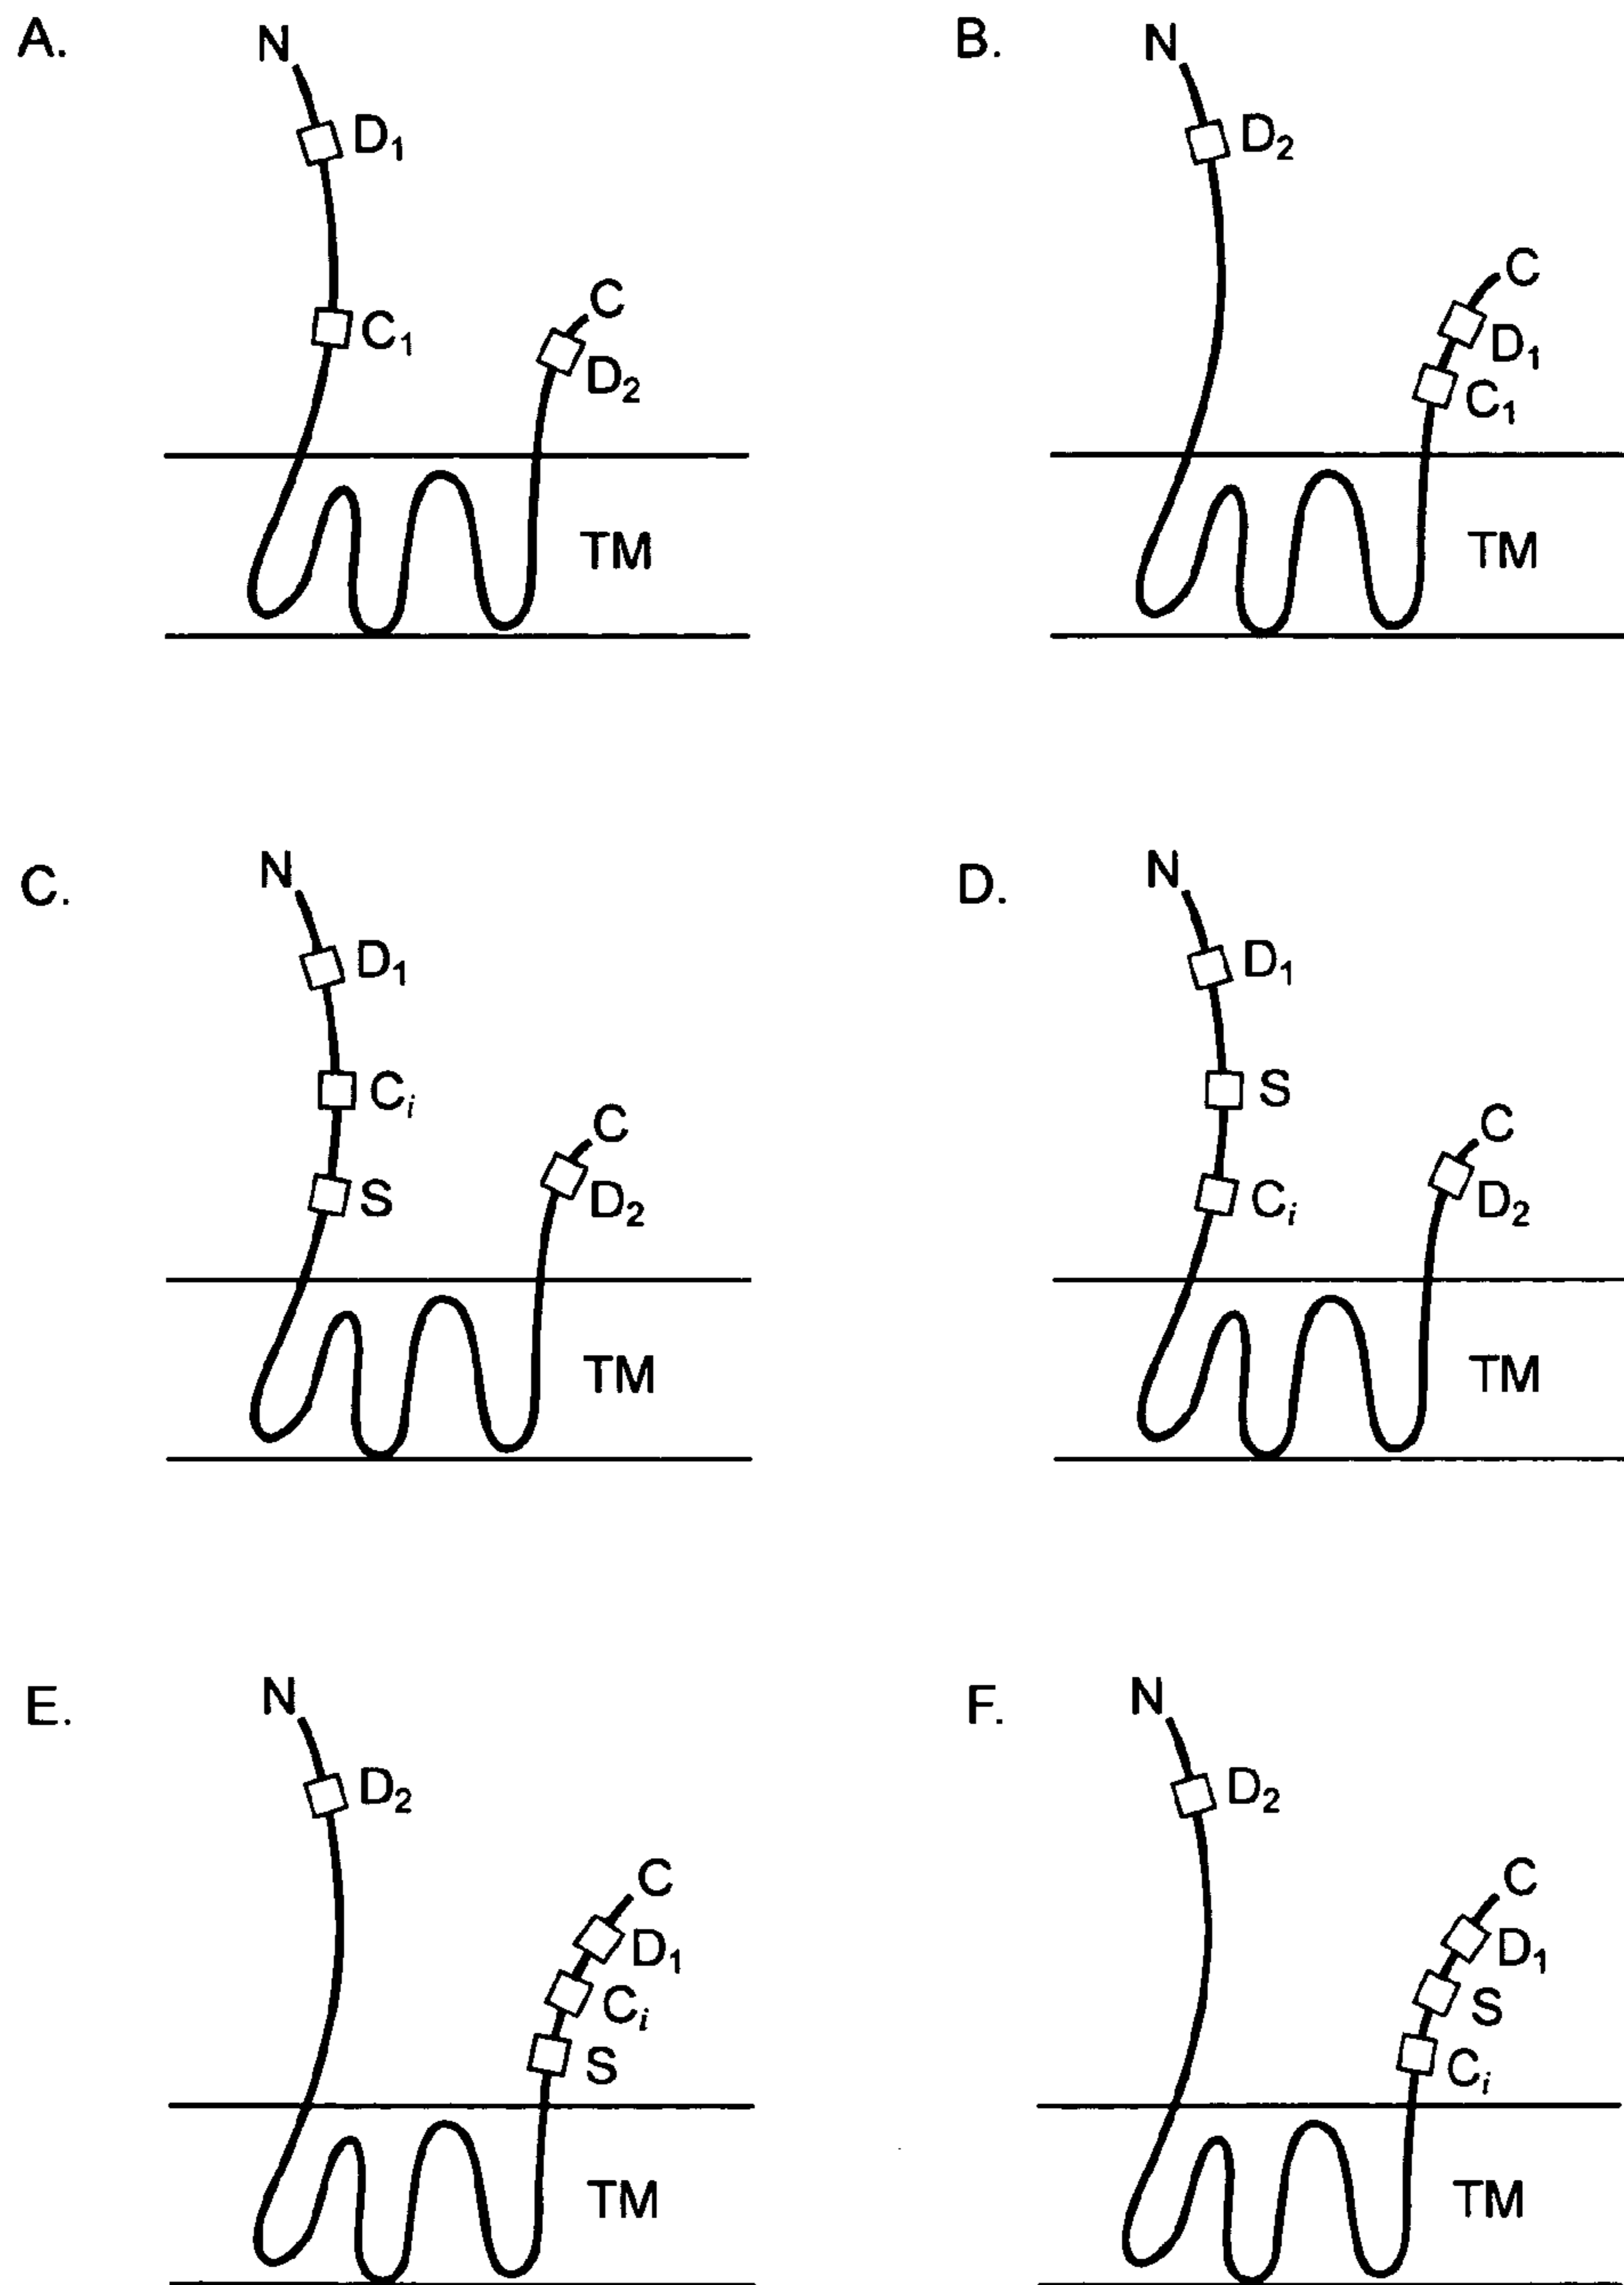 A.
N
D₁
C₁
C
D₂
TM
B.
N
D₂
C
D₁
C₁
TM
C.
N
D₁
Cᵢ
S
C
D₂
TM
D.
N
D₁
S
Cᵢ
C
D₂
TM
E.
N
D₂
C
D₁
Cᵢ
S
TM
F.
N
D₂
C
D₁
S
Cᵢ
TM